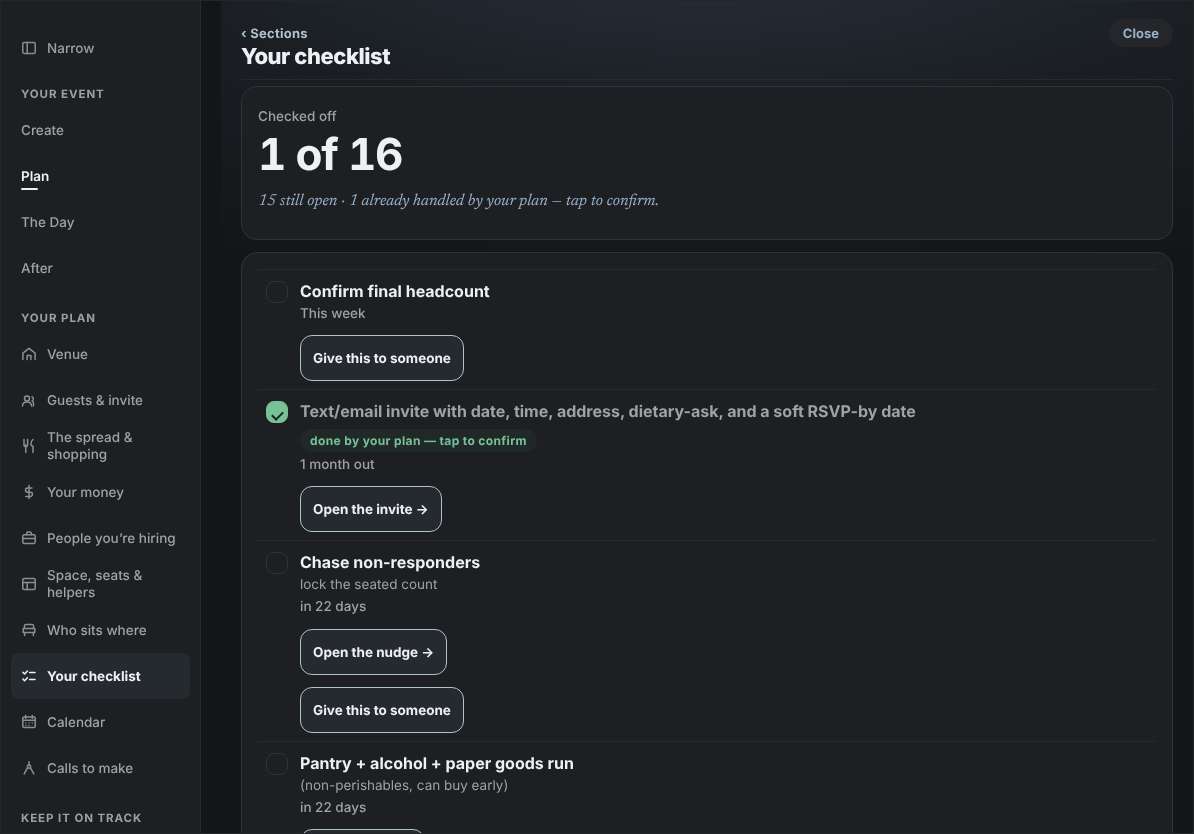 Narrow
YOUR EVENT
Create
Plan
The Day
After
YOUR PLAN
Venue
Guests & invite
The spread &
shopping
Your money
People you're hiring
Space, seats &
helpers
Who sits where
Your checklist
Calendar
Calls to make
KEEP IT ON TRACK
‹ Sections
Close
Your checklist
Checked off
1 of 16
15 still open · 1 already handled by your plan — tap to confirm.
Confirm final headcount
This week
Give this to someone
Text/email invite with date, time, address, dietary-ask, and a soft RSVP-by date
done by your plan — tap to confirm
1 month out
Open the invite →
Chase non-responders
lock the seated count
in 22 days
Open the nudge →
Give this to someone
Pantry + alcohol + paper goods run
(non-perishables, can buy early)
in 22 days